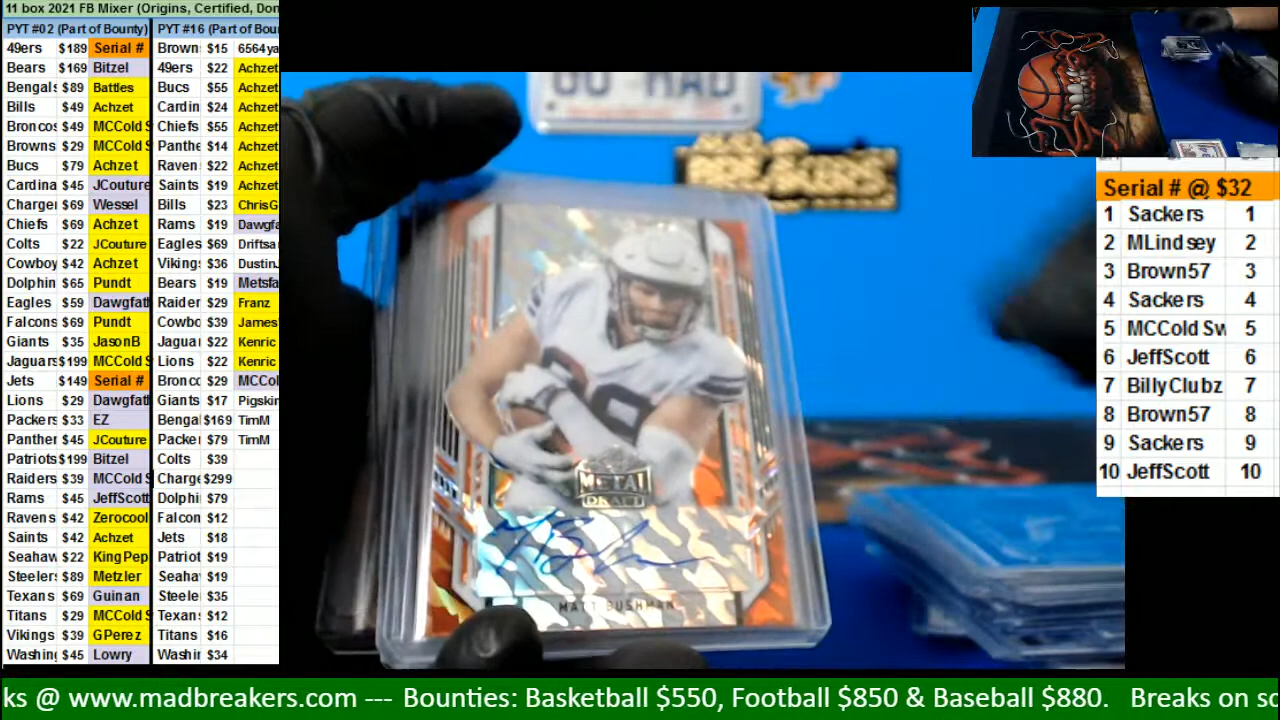 11 box 2021 FB Mixer (Origins, Certified, Don
PYT #02 (Part of Bounty) PYT #16 (Part of Bou
49ers $189 Serial # Brown $15 6564ya
Bears $169 Bitzel 49ers $22 Achzet
Bengals $89 Battles Bucs $55 Achzet
Bills $49 Achzet Cardin $24 Achzet
Broncos $49 MCCold S Chiefs $55 Achzet
Browns $29 MCCold S Panthe $14 Achzet
Bucs $79 Achzet Raven $22 Achzet
Cardina $45 JCouture Saints $19 Achzet
Charger $69 Wessel Bills $23 ChrisG
Chiefs $69 Achzet Rams $19 Dawgfa
Colts $22 JCouture Eagles $69 Driftsa
Cowboy $42 Achzet Viking $36 DustinJ
Dolphin $65 Pundt Bears $19 Metsfa
Eagles $59 Dawgfath Raider $29 Franz
Falcons $69 Pundt Cowbo $39 James
Giants $35 JasonB Jagua $22 Kenric
Jaguars $199 MCCold S Lions $22 Kenric
Jets $149 Serial # Bronco $29 MCCol
Lions $29 Dawgfath Giants $17 Pigskin
Packers $33 EZ Benga $169 TimM
Panther $45 JCouture Packe $79 TimM
Patriots $199 Bitzel Colts $39
Raiders $39 MCCold S Charge $299
Rams $45 JeffScott Dolphi $79
Ravens $42 Zerocool Falcon $12
Saints $42 Achzet Jets $18
Seahaw $22 KingPep Patriot $19
Steelers $89 Metzler Seaha $19
Texans $69 Guinan Steele $35
Titans $29 MCCold S Texans $12
Vikings $39 GPerez Titans $16
Washing $45 Lowry Washi $34
GO MAD
BREAKERS
METAL
DRAFT
MATT BUSHMAN
Serial # @ $32
1 Sackers 1
2 MLindsey 2
3 Brown57 3
4 Sackers 4
5 MCCold Sw 5
6 JeffScott 6
7 BillyClubz 7
8 Brown57 8
9 Sackers 9
10 JeffScott 10
ks @ www.madbreakers.com --- Bounties: Basketball $550, Football $850 & Baseball $880. Breaks on sc